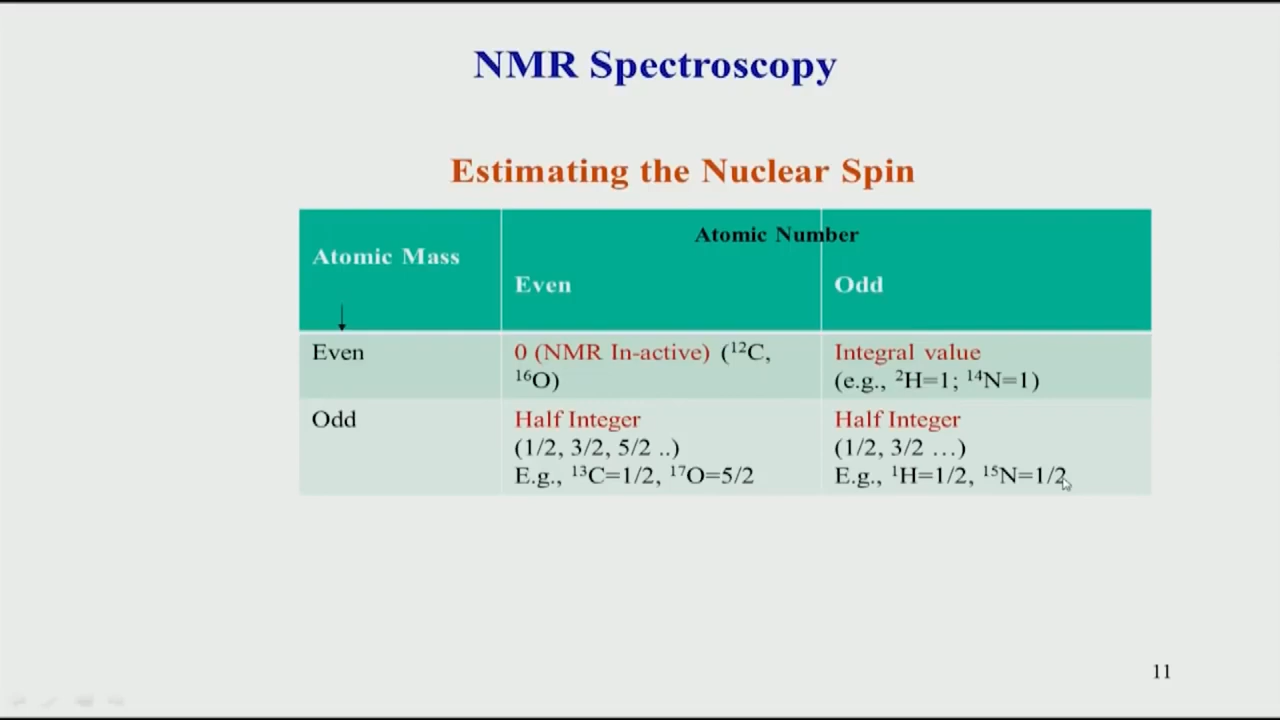 NMR Spectroscopy
Estimating the Nuclear Spin
Atomic Mass
Atomic Number
Even
Odd
Even
0 (NMR In-active) (¹²C,
¹⁶O)
Integral value
(e.g., ²H=1; ¹⁴N=1)
Odd
Half Integer
(1/2, 3/2, 5/2 ..)
E.g., ¹³C=1/2, ¹⁷O=5/2
Half Integer
(1/2, 3/2 …)
E.g., ¹H=1/2, ¹⁵N=1/2
11